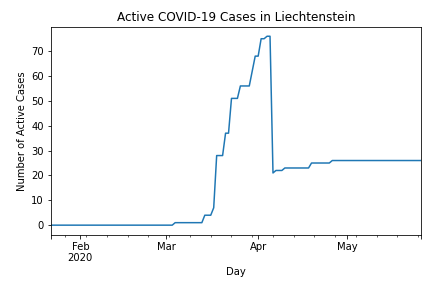 Active COVID-19 Cases in Liechtenstein
Number of Active Cases
70
60
50
40
30
20
10
0
Feb Mar Apr May
2020
Day